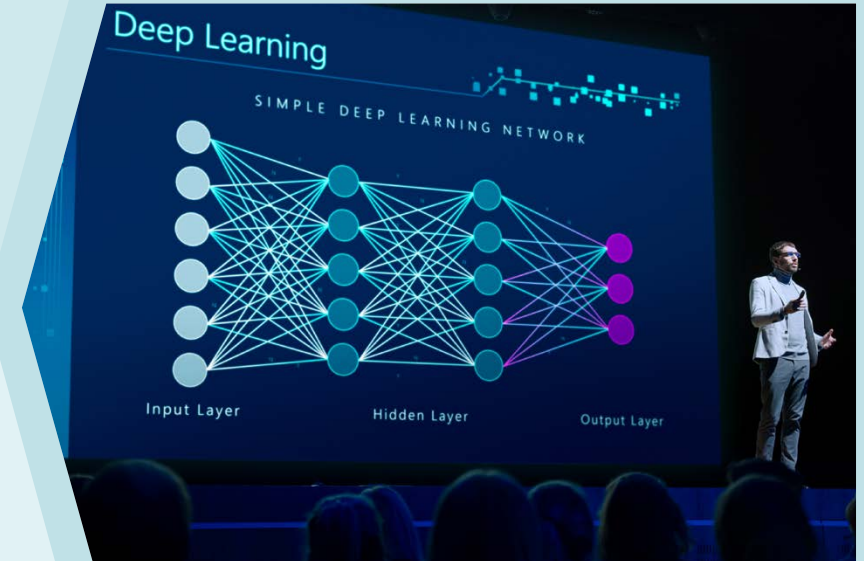 Deep Learning
SIMPLE DEEP LEARNING NETWORK
Input Layer
Hidden Layer
Output Layer